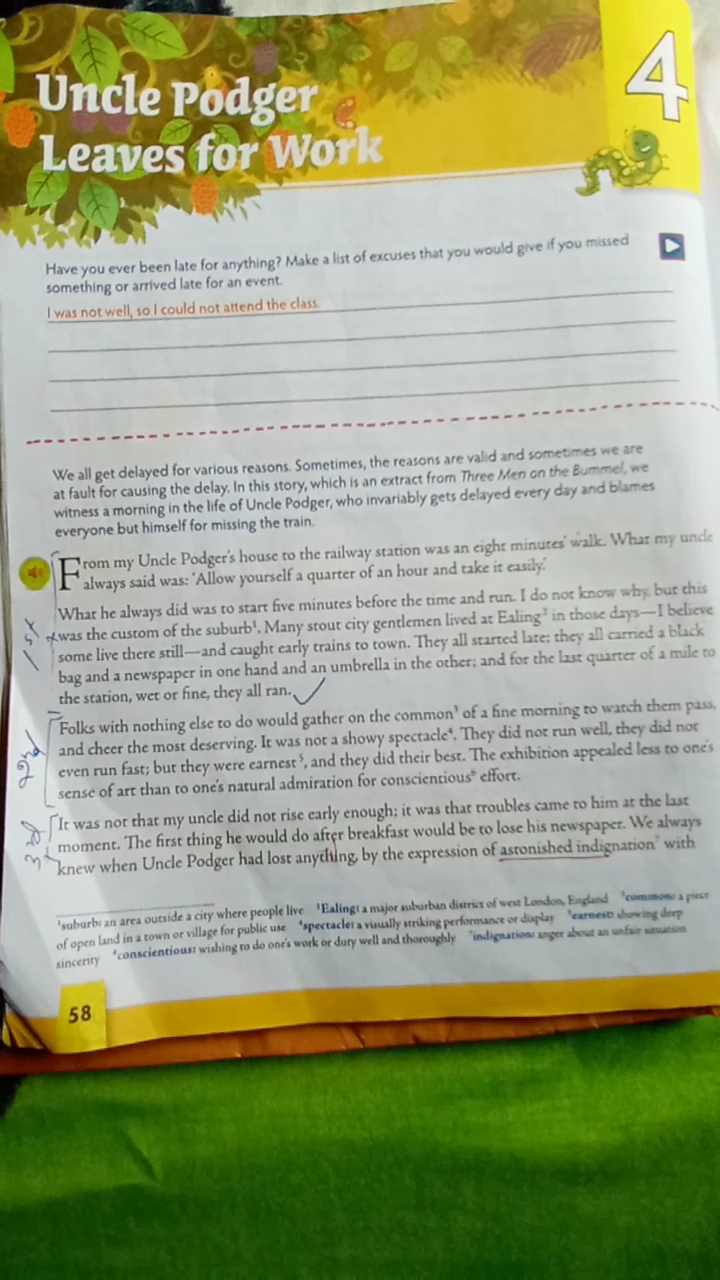 Uncle Podger
Leaves for Work
4
Have you ever been late for anything? Make a list of excuses that you would give if you missed
something or arrived late for an event.
I was not well, so I could not attend the class.
We all get delayed for various reasons. Sometimes, the reasons are valid and sometimes we are
at fault for causing the delay. In this story, which is an extract from Three Men on the Bummel, we
witness a morning in the life of Uncle Podger, who invariably gets delayed every day and blames
everyone but himself for missing the train.
From my Uncle Podger's house to the railway station was an eight minutes' walk. What my uncle
always said was: 'Allow yourself a quarter of an hour and take it easily.'
What he always did was to start five minutes before the time and run. I do not know why, but this
1st was the custom of the suburb¹. Many stout city gentlemen lived at Ealing² in those days—I believe
some live there still—and caught early trains to town. They all started late; they all carried a black
bag and a newspaper in one hand and an umbrella in the other; and for the last quarter of a mile to
the station, wet or fine, they all ran.
2nd
Folks with nothing else to do would gather on the common³ of a fine morning to watch them pass,
and cheer the most deserving. It was not a showy spectacle⁴. They did not run well, they did not
even run fast; but they were earnest⁵, and they did their best. The exhibition appealed less to one's
sense of art than to one's natural admiration for conscientious⁶ effort.
It was not that my uncle did not rise early enough; it was that troubles came to him at the last
moment. The first thing he would do after breakfast would be to lose his newspaper. We always
knew when Uncle Podger had lost anything, by the expression of astonished indignation⁷ with
¹suburb: an area outside a city where people live ²Ealing: a major suburban district of west London, England ³common: a piece
of open land in a town or village for public use ⁴spectacle: a visually striking performance or display ⁵earnest: showing deep
sincerity ⁶conscientious: wishing to do one's work or duty well and thoroughly ⁷indignation: anger about an unfair situation
58